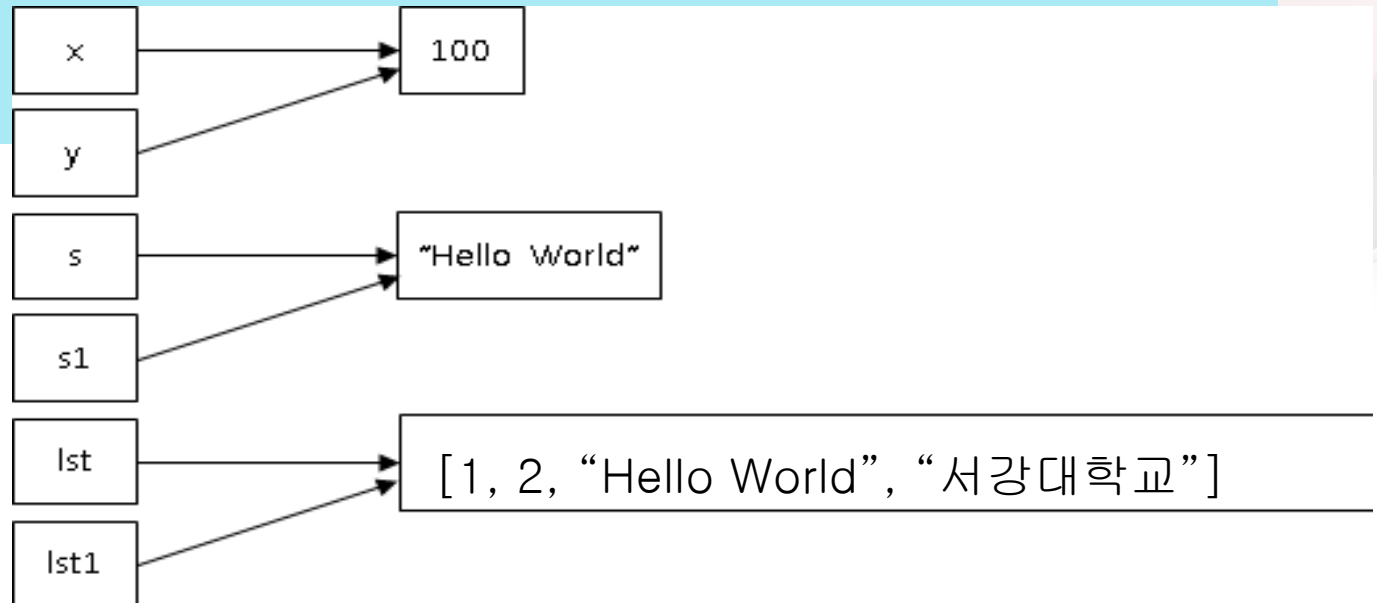 x
100
y
s
"Hello World"
s1
lst
[1, 2, “Hello World”, “서강대학교”]
lst1